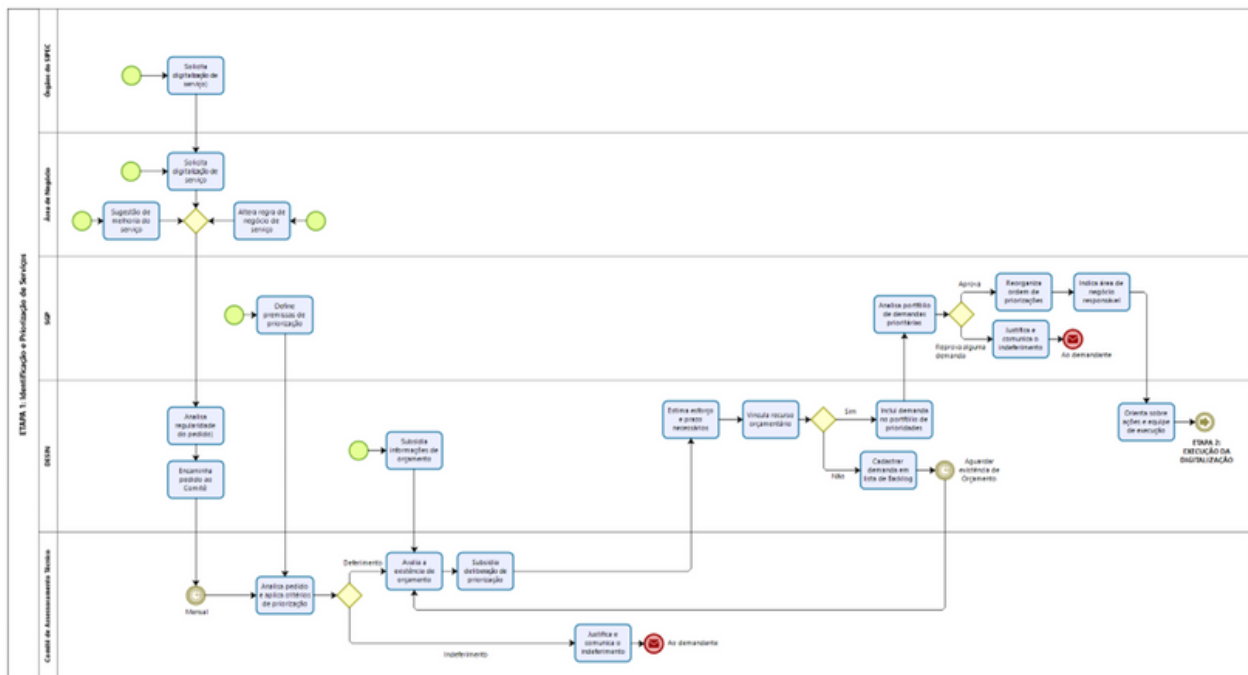 ETAPA 1: Identificação e Priorização de Serviços
Órgãos do SIPEC
Solicita
digitalização de
serviço)
Área de Negócio
Solicita
digitalização de
serviço
Sugestão de
melhoria do
serviço
Altera regra de
negócio de
serviço
SGP
Define
premissas de
priorização
Analisa portfólio
de demandas
prioritárias
Aprova
Reorganiza
ordem de
priorizações
Indica área de
negócio
responsável
Reprova alguma
demanda
Justifica e
comunica o
indeferimento
Ao demandante
DESIN
Analisa
regularidade
do pedido)
Encaminha
pedido ao
Comitê
Subsidia
informações de
orçamento
Estima esforço
e prazo
necessários
Vincula recurso
orçamentário
Sim
Inclui demanda
no portfólio de
prioridades
Não
Cadastrar
demanda em
lista de Backlog
Aguardar
existência de
Orçamento
Orienta sobre
ações e equipe
de execução
ETAPA 2:
EXECUÇÃO DA
DIGITALIZAÇÃO
Comitê de Assessoramento Técnico
Mensal
Analisa pedido
e aplica critérios
de priorização
Deferimento
Avalia a
existência de
orçamento
Subsidia
deliberação de
priorização
Indeferimento
Justifica e
comunica o
indeferimento
Ao demandante